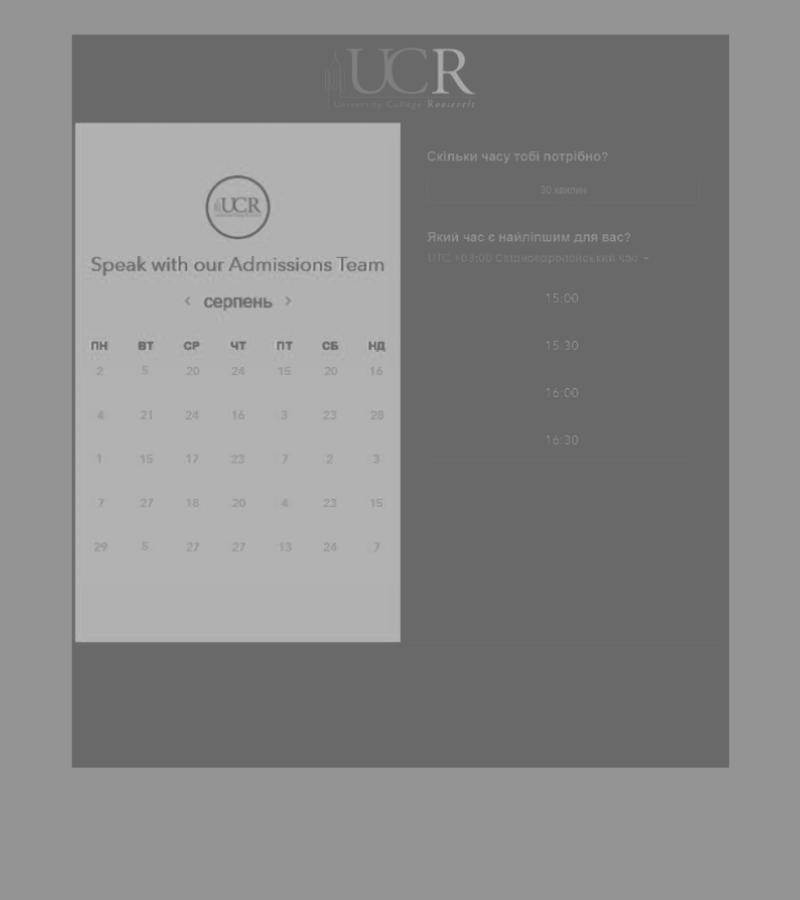 UCR
University College Roosevelt
UCR
Speak with our Admissions Team
серпень
ПН ВТ СР ЧТ ПТ СБ НД
2 5 20 24 15 20 16
4 21 24 16 3 23 28
1 15 17 23 7 2 3
7 27 18 20 4 23 15
29 5 27 27 13 24 7
Скільки часу тобі потрібно?
30 хвилин
Який час є найліпшим для вас?
UTC +03:00 Східноєвропейський час
15:00
15:30
16:00
16:30